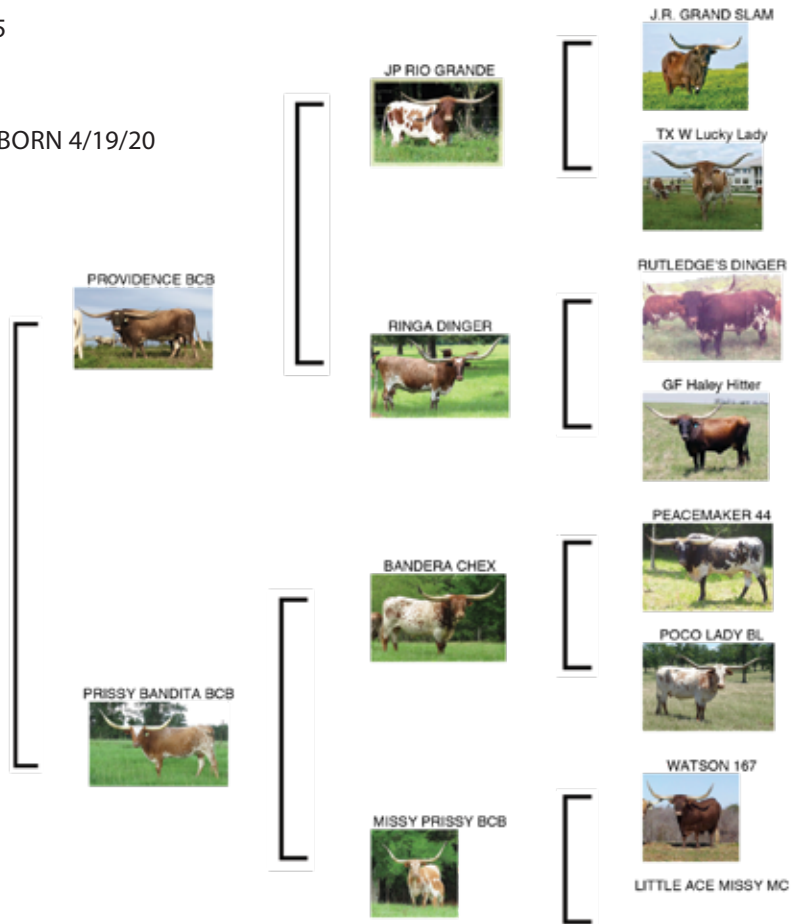 5
BORN 4/19/20
PROVIDENCE BCB
PRISSY BANDITA BCB
JP RIO GRANDE
RINGA DINGER
BANDERA CHEX
MISSY PRISSY BCB
J.R. GRAND SLAM
TX W Lucky Lady
RUTLEDGE'S DINGER
GF Haley Hitter
PEACEMAKER 44
POCO LADY BL
WATSON 167
LITTLE ACE MISSY MC